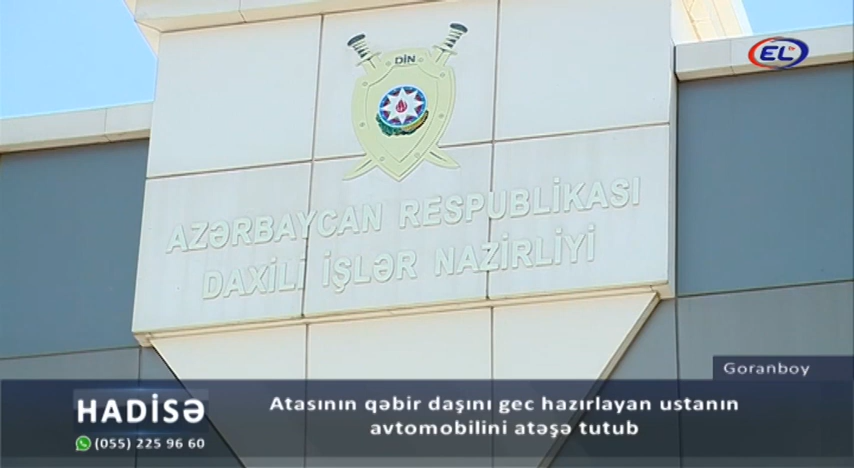 EL TV
DİN
AZƏRBAYCAN RESPUBLİKASI
DAXİLİ İŞLƏR NAZİRLİYİ
Goranboy
HADİSƏ
(055) 225 96 60
Atasının qəbir daşını gec hazırlayan ustanın
avtomobilini atəşə tutub